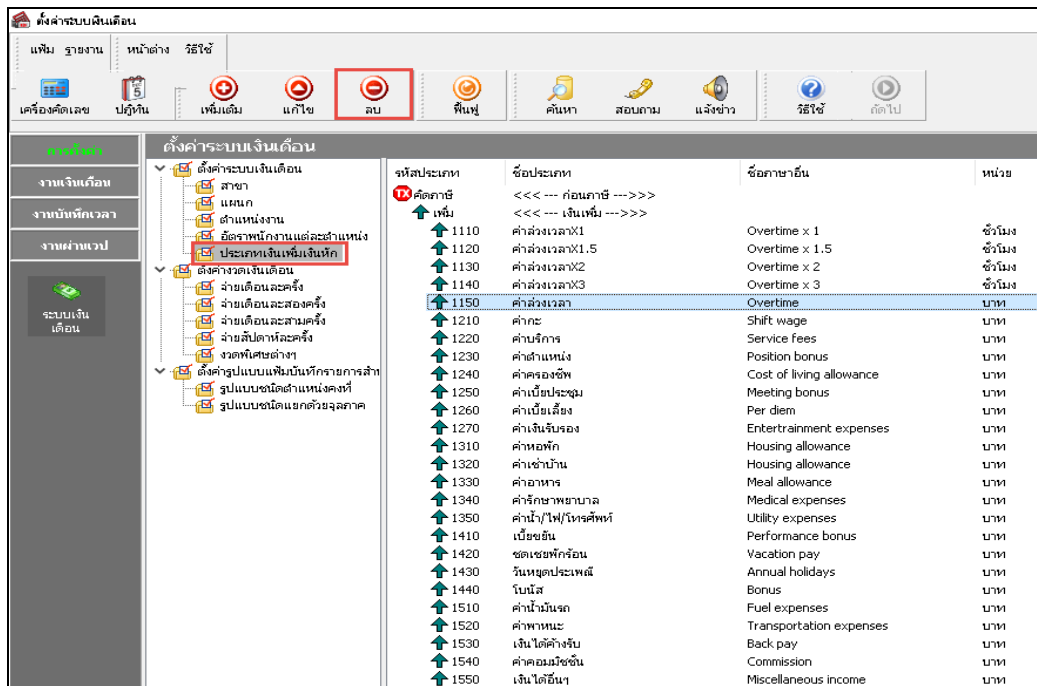 ตั้งค่าระบบเงินเดือน
แฟ้ม รายงาน หน้าต่าง วิธีใช้
เครื่องคิดเลข ปฏิทิน เพิ่มเติม แก้ไข ลบ ฟื้นฟู ค้นหา สอบถาม แจ้งข่าว วิธีใช้ ถัดไป
การตั้งค่า
งานเงินเดือน
งานบันทึกเวลา
งานผ่านเวป
ระบบเงิน
เดือน
ตั้งค่าระบบเงินเดือน
ตั้งค่าระบบเงินเดือน
สาขา
แผนก
ตำแหน่งงาน
อัตราพนักงานแต่ละตำแหน่ง
ประเภทเงินเพิ่มเงินหัก
ตั้งค่างวดเงินเดือน
จ่ายเดือนละครั้ง
จ่ายเดือนละสองครั้ง
จ่ายเดือนละสามครั้ง
จ่ายสัปดาห์ละครั้ง
งวดพิเศษต่างๆ
ตั้งค่ารูปแบบแฟ้มบันทึกรายการสำห
รูปแบบชนิดตำแหน่งคงที่
รูปแบบชนิดแยกด้วยจุลภาค
รหัสประเภท ชื่อประเภท ชื่อภาษาอื่น หน่วย
TX คิดภาษี <<< --- ก่อนภาษี --->>>
เพิ่ม <<< --- เงินเพิ่ม --->>>
1110 ค่าล่วงเวลาX1 Overtime x 1 ชั่วโมง
1120 ค่าล่วงเวลาX1.5 Overtime x 1.5 ชั่วโมง
1130 ค่าล่วงเวลาX2 Overtime x 2 ชั่วโมง
1140 ค่าล่วงเวลาX3 Overtime x 3 ชั่วโมง
1150 ค่าล่วงเวลา Overtime บาท
1210 ค่ากะ Shift wage บาท
1220 ค่าบริการ Service fees บาท
1230 ค่าตำแหน่ง Position bonus บาท
1240 ค่าครองชีพ Cost of living allowance บาท
1250 ค่าเบี้ยประชุม Meeting bonus บาท
1260 ค่าเบี้ยเลี้ยง Per diem บาท
1270 ค่าเงินรับรอง Entertrainment expenses บาท
1310 ค่าหอพัก Housing allowance บาท
1320 ค่าเช่าบ้าน Housing allowance บาท
1330 ค่าอาหาร Meal allowance บาท
1340 ค่ารักษาพยาบาล Medical expenses บาท
1350 ค่าน้ำ/ไฟ/โทรศัพท์ Utility expenses บาท
1410 เบี้ยขยัน Performance bonus บาท
1420 ชดเชยพักร้อน Vacation pay บาท
1430 วันหยุดประเพณี Annual holidays บาท
1440 โบนัส Bonus บาท
1510 ค่าน้ำมันรถ Fuel expenses บาท
1520 ค่าพาหนะ Transportation expenses บาท
1530 เงินได้ค้างรับ Back pay บาท
1540 ค่าคอมมิชชั่น Commission บาท
1550 เงินได้อื่นๆ Miscellaneous income บาท